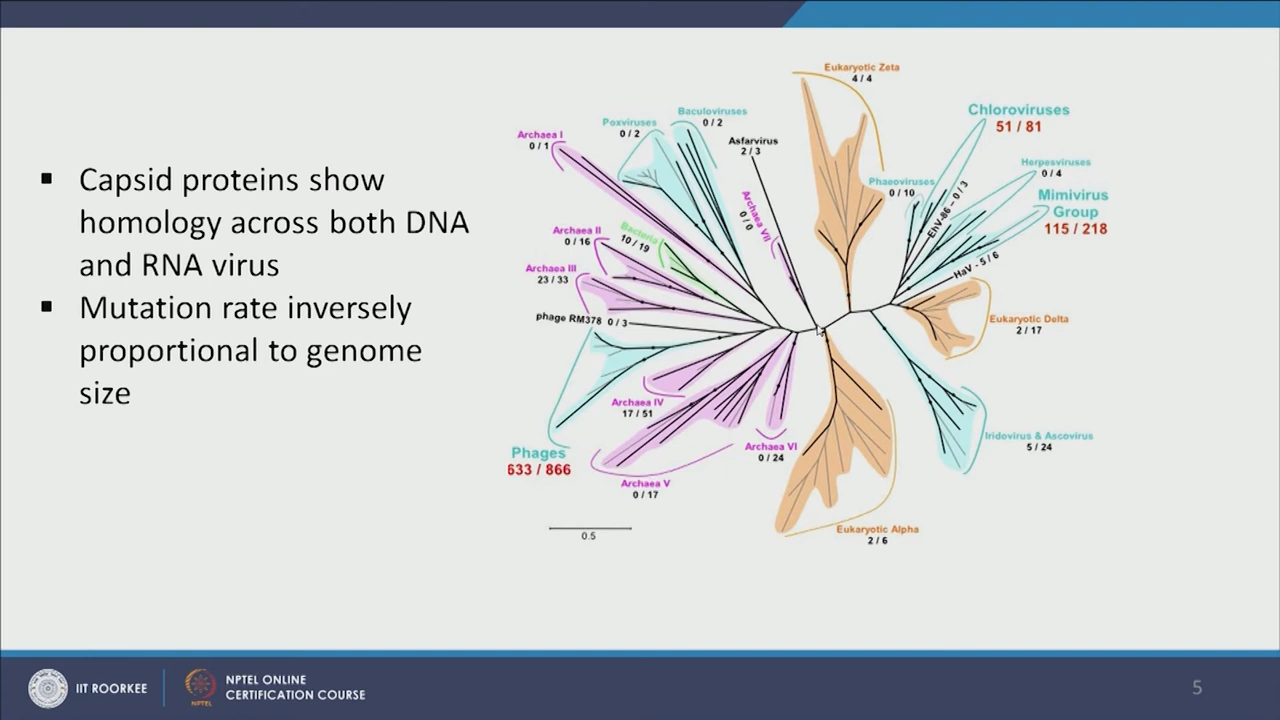 ▪ Capsid proteins show
homology across both DNA
and RNA virus
▪ Mutation rate inversely
proportional to genome
size
Eukaryotic Zeta
4 / 4
Chloroviruses
51 / 81
Baculoviruses
0 / 2
Poxviruses
0 / 2
Archaea I
0 / 1
Asfarvirus
2 / 3
Herpesviruses
0 / 4
Phaeoviruses
0 / 10
Mimivirus
Group
115 / 218
EhV-86 – 0 / 3
Archaea VII
0 / 0
Archaea II
0 / 16
Bacteria
10 / 19
Archaea III
23 / 33
HaV - 5 / 6
phage RM378 0 / 3
Eukaryotic Delta
2 / 17
Archaea IV
17 / 51
Iridovirus & Ascovirus
5 / 24
Archaea VI
0 / 24
Phages
633 / 866
Archaea V
0 / 17
Eukaryotic Alpha
2 / 6
0.5
IIT ROORKEE
NPTEL
NPTEL ONLINE
CERTIFICATION COURSE
5